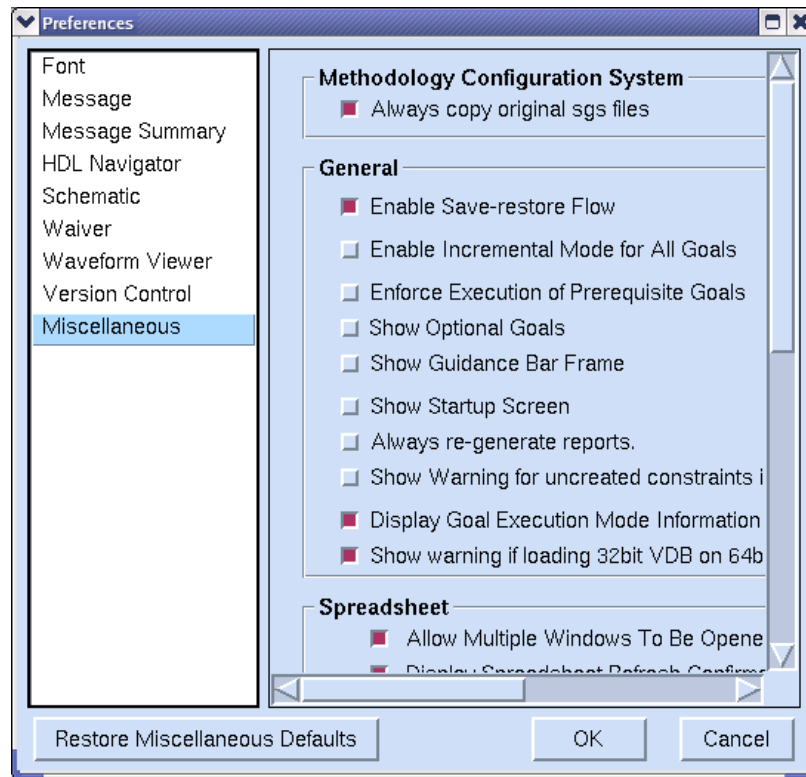 Preferences
Font
Message
Message Summary
HDL Navigator
Schematic
Waiver
Waveform Viewer
Version Control
Miscellaneous
Methodology Configuration System
Always copy original sgs files
General
Enable Save-restore Flow
Enable Incremental Mode for All Goals
Enforce Execution of Prerequisite Goals
Show Optional Goals
Show Guidance Bar Frame
Show Startup Screen
Always re-generate reports.
Show Warning for uncreated constraints i
Display Goal Execution Mode Information
Show warning if loading 32bit VDB on 64b
Spreadsheet
Allow Multiple Windows To Be Opene
Display Spreadsheet Refresh Confirma
Restore Miscellaneous Defaults
OK
Cancel